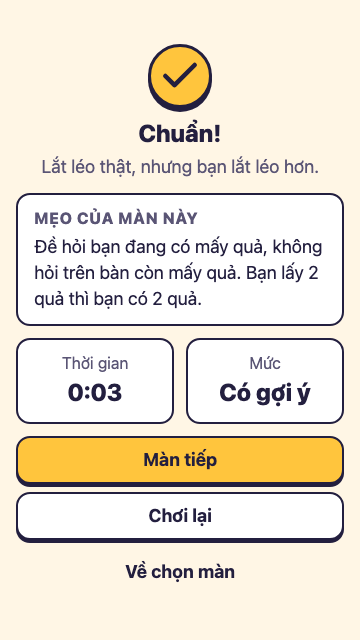 Chuẩn!
Lắt léo thật, nhưng bạn lắt léo hơn.
MẸO CỦA MÀN NÀY
Đề hỏi bạn đang có mấy quả, không
hỏi trên bàn còn mấy quả. Bạn lấy 2
quả thì bạn có 2 quả.
Thời gian
0:03
Mức
Có gợi ý
Màn tiếp
Chơi lại
Về chọn màn